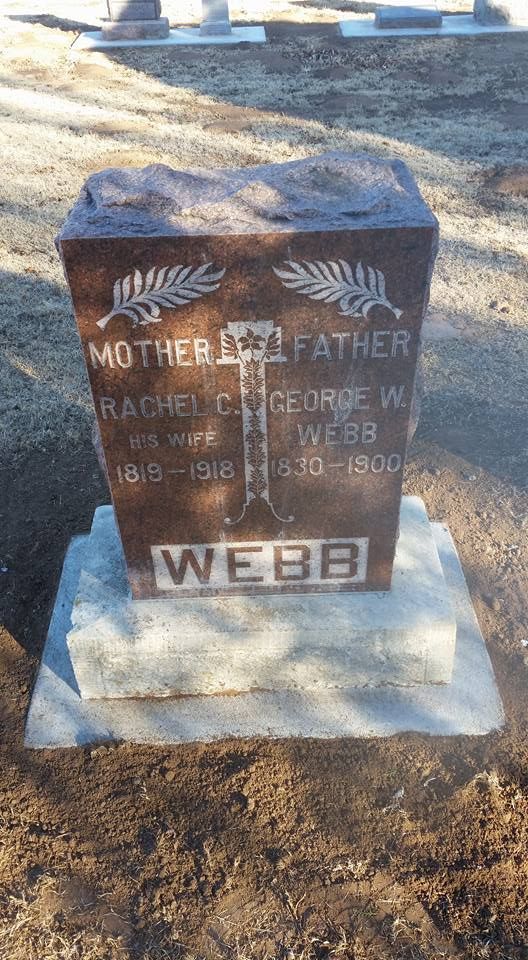 MOTHER
RACHEL C.
HIS WIFE
1819–1918
FATHER
GEORGE W.
WEBB
1830–1900
WEBB